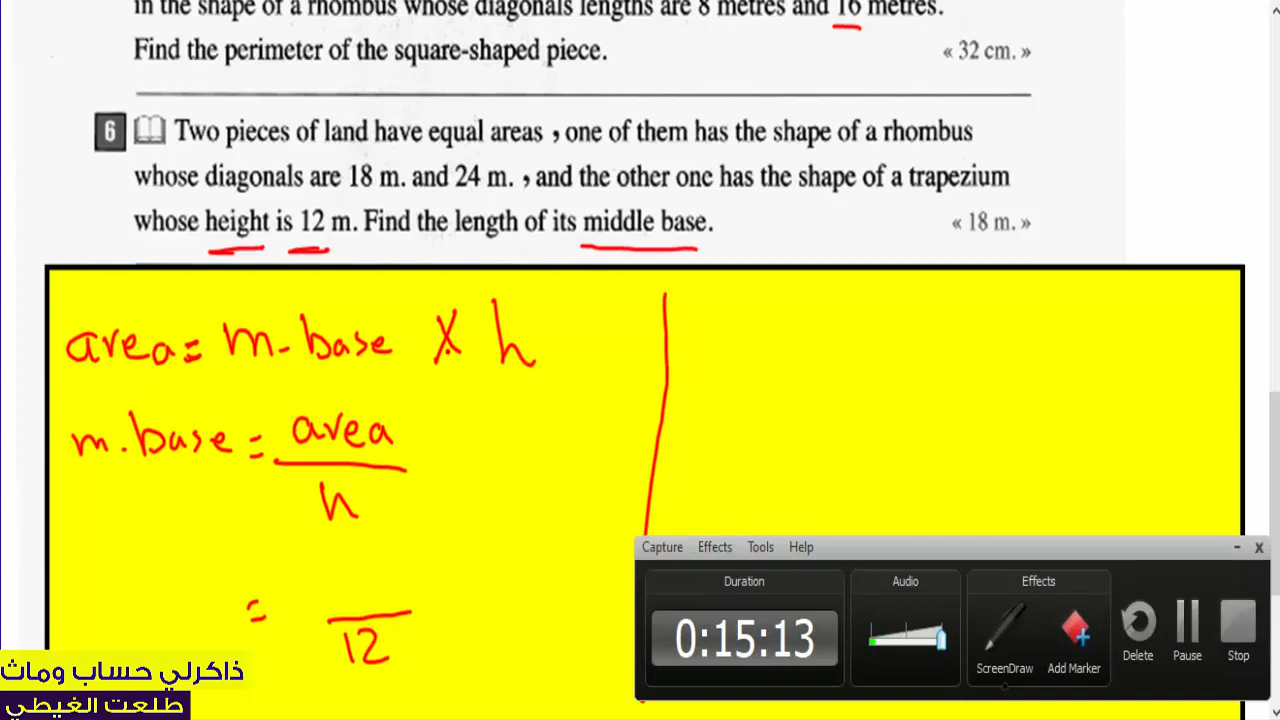 in the shape of a rhombus whose diagonals lengths are 8 metres and 16 metres.
Find the perimeter of the square-shaped piece. « 32 cm. »
6 Two pieces of land have equal areas , one of them has the shape of a rhombus
whose diagonals are 18 m. and 24 m. , and the other one has the shape of a trapezium
whose height is 12 m. Find the length of its middle base. « 18 m. »
area = m. base × h
m. base = area
h
=
12
Capture Effects Tools Help
Duration Audio Effects
0:15:13
ScreenDraw Add Marker Delete Pause Stop
ذاكرلي حساب وماث
طلعت الغيطي